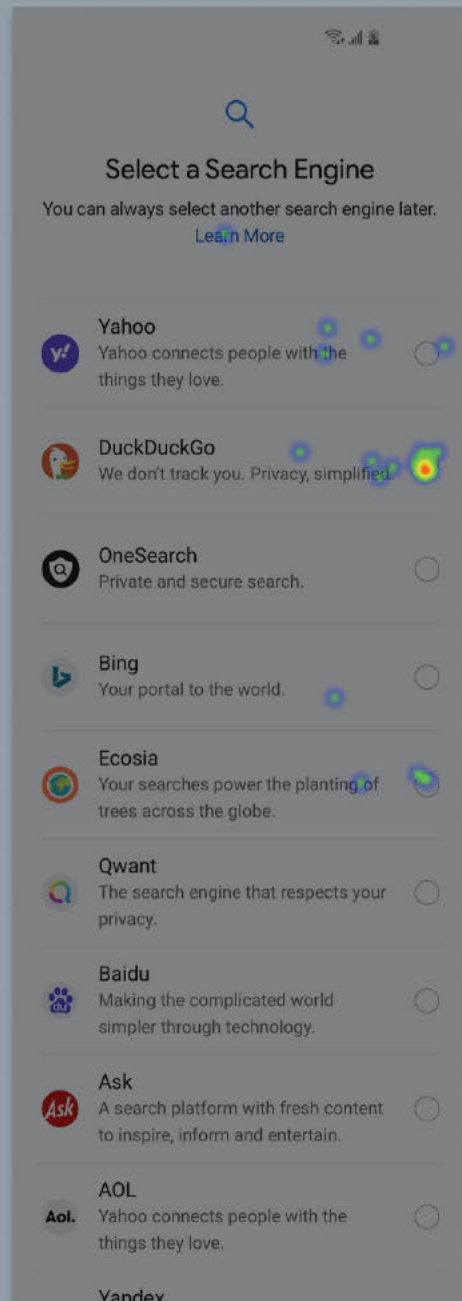 Select a Search Engine
You can always select another search engine later.
Learn More
y!
Yahoo
Yahoo connects people with the
things they love.
DuckDuckGo
We don't track you. Privacy, simplified.
OneSearch
Private and secure search.
Bing
Your portal to the world.
Ecosia
Your searches power the planting of
trees across the globe.
Qwant
The search engine that respects your
privacy.
du
Baidu
Making the complicated world
simpler through technology.
Ask
Ask
A search platform with fresh content
to inspire, inform and entertain.
Aol.
AOL
Yahoo connects people with the
things they love.
Yandex